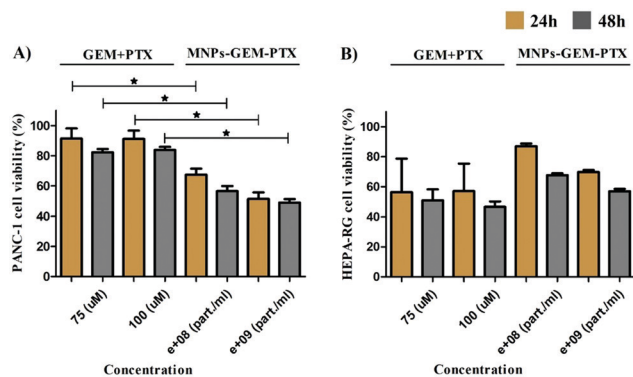 24h 48h
A) GEM+PTX MNPs-GEM-PTX
PANC-1 cell viability (%)
100
80
60
40
20
0
75 (uM) 100 (uM) e+08 (part./ml) e+09 (part./ml)
Concentration
B) GEM+PTX MNPs-GEM-PTX
HEPA-RG cell viability (%)
100
80
60
40
20
0
75 (uM) 100 (uM) e+08 (part./ml) e+09 (part./ml)
Concentration